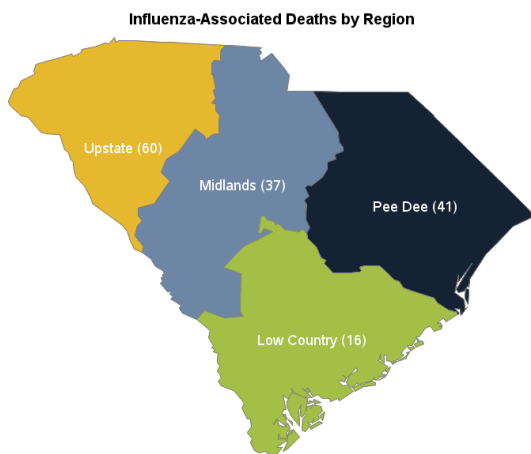 Influenza-Associated Deaths by Region
Upstate (60)
Midlands (37)
Pee Dee (41)
Low Country (16)